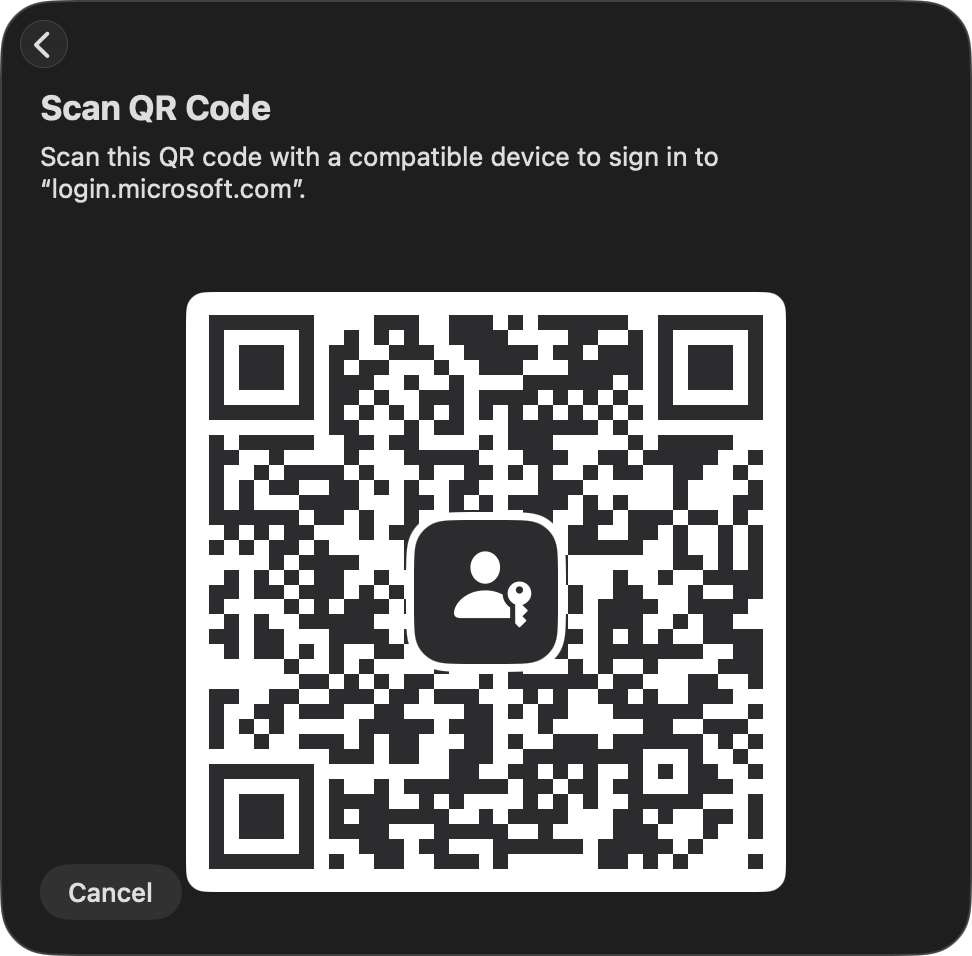 Scan QR Code
Scan this QR code with a compatible device to sign in to
“login.microsoft.com”.
Cancel